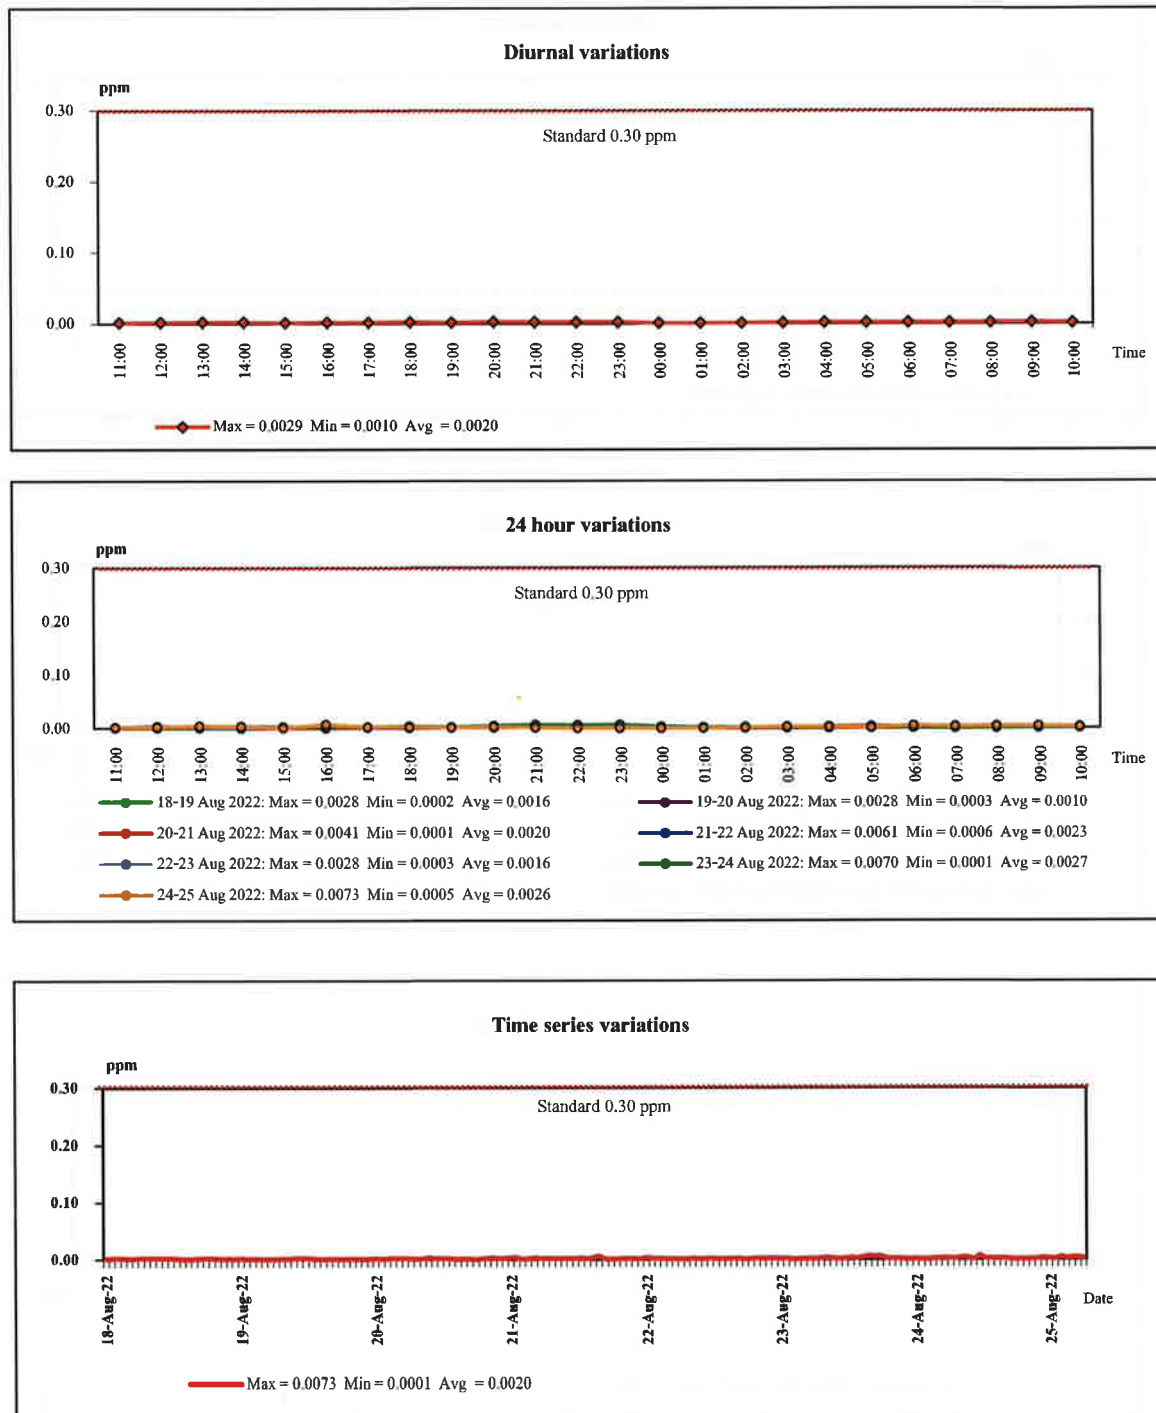 Diurnal variations
ppm
0.30
Standard 0.30 ppm
0.20
0.10
0.00
11:00 12:00 13:00 14:00 15:00 16:00 17:00 18:00 19:00 20:00 21:00 22:00 23:00 00:00 01:00 02:00 03:00 04:00 05:00 06:00 07:00 08:00 09:00 10:00
Time
Max = 0.0029 Min = 0.0010 Avg = 0.0020
24 hour variations
ppm
0.30
Standard 0.30 ppm
0.20
0.10
0.00
11:00 12:00 13:00 14:00 15:00 16:00 17:00 18:00 19:00 20:00 21:00 22:00 23:00 00:00 01:00 02:00 03:00 04:00 05:00 06:00 07:00 08:00 09:00 10:00
Time
18-19 Aug 2022: Max = 0.0028 Min = 0.0002 Avg = 0.0016
19-20 Aug 2022: Max = 0.0028 Min = 0.0003 Avg = 0.0010
20-21 Aug 2022: Max = 0.0041 Min = 0.0001 Avg = 0.0020
21-22 Aug 2022: Max = 0.0061 Min = 0.0006 Avg = 0.0023
22-23 Aug 2022: Max = 0.0028 Min = 0.0003 Avg = 0.0016
23-24 Aug 2022: Max = 0.0070 Min = 0.0001 Avg = 0.0027
24-25 Aug 2022: Max = 0.0073 Min = 0.0005 Avg = 0.0026
Time series variations
ppm
0.30
Standard 0.30 ppm
0.20
0.10
0.00
18-Aug-22 19-Aug-22 20-Aug-22 21-Aug-22 22-Aug-22 23-Aug-22 24-Aug-22 25-Aug-22
Date
Max = 0.0073 Min = 0.0001 Avg = 0.0020